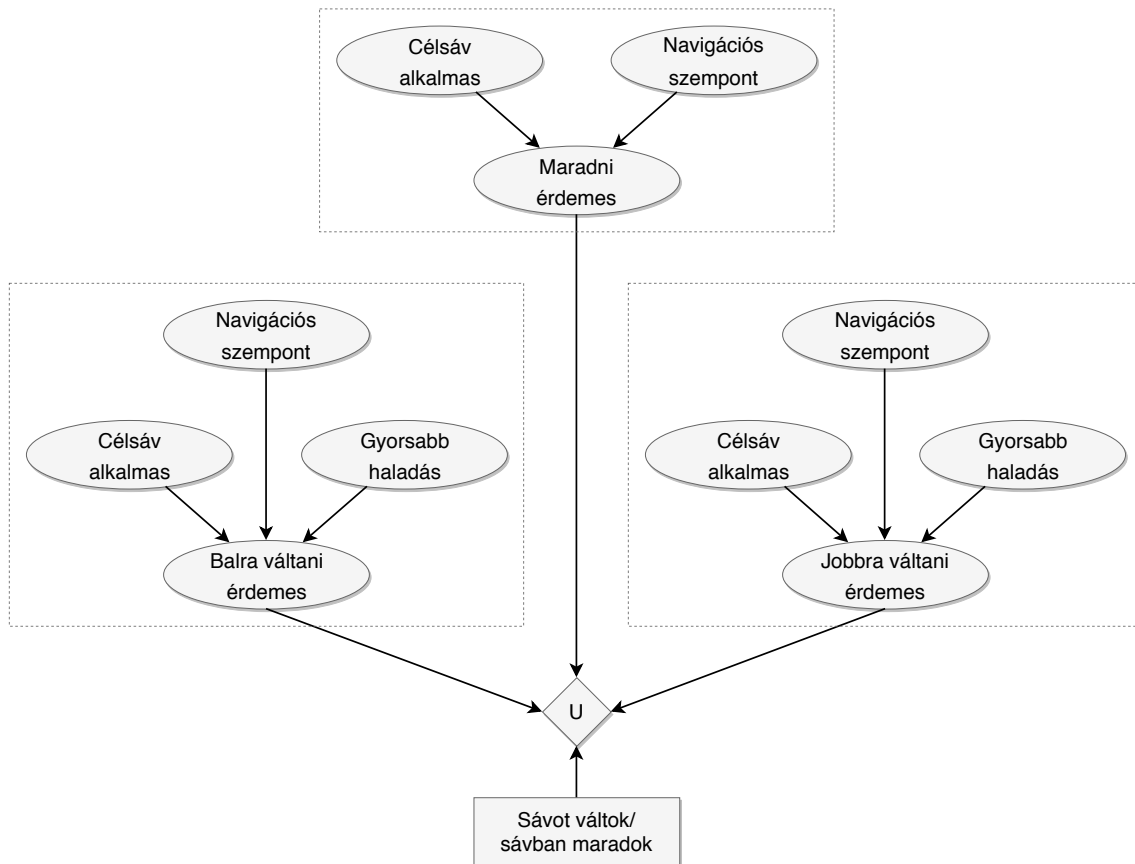 Célsáv
alkalmas
Navigációs
szempont
Maradni
érdemes
Navigációs
szempont
Célsáv
alkalmas
Gyorsabb
haladás
Balra váltani
érdemes
Navigációs
szempont
Célsáv
alkalmas
Gyorsabb
haladás
Jobbra váltani
érdemes
U
Sávot váltok/
sávban maradok